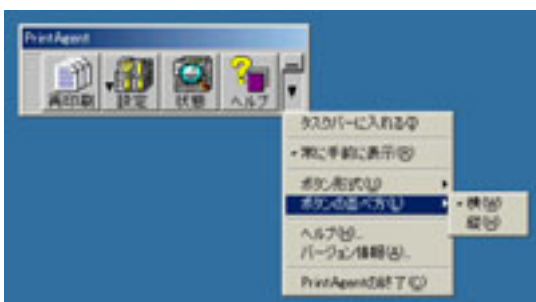 PrintAgent
再印刷 設定 状態 ヘルプ
タスクバーに入れる(I)
・常に手前に表示(R)
ボタン形式(U)
ボタンの並べ方(L)
・横(W)
縦(H)
ヘルプ(H)...
バージョン情報(A)...
PrintAgentの終了(C)